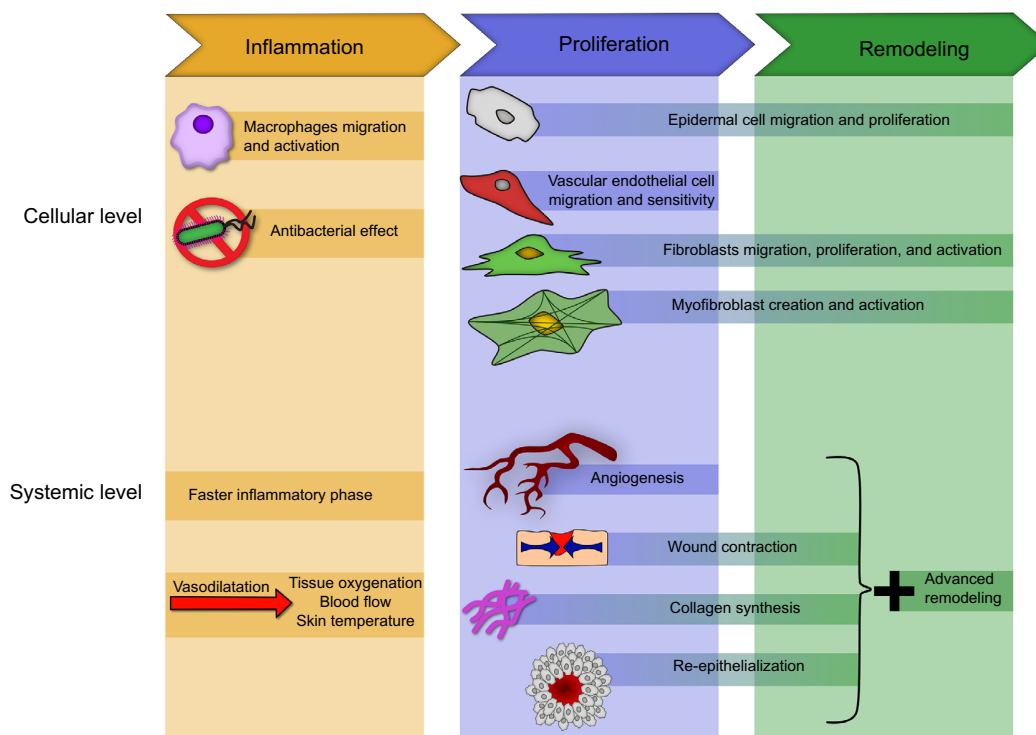 Inflammation
Proliferation
Remodeling
Cellular level
Macrophages migration
and activation
Antibacterial effect
Epidermal cell migration and proliferation
Vascular endothelial cell
migration and sensitivity
Fibroblasts migration, proliferation, and activation
Myofibroblast creation and activation
Systemic level
Faster inflammatory phase
Vasodilatation
Tissue oxygenation
Blood flow
Skin temperature
Angiogenesis
Wound contraction
Collagen synthesis
Re-epithelialization
Advanced
remodeling